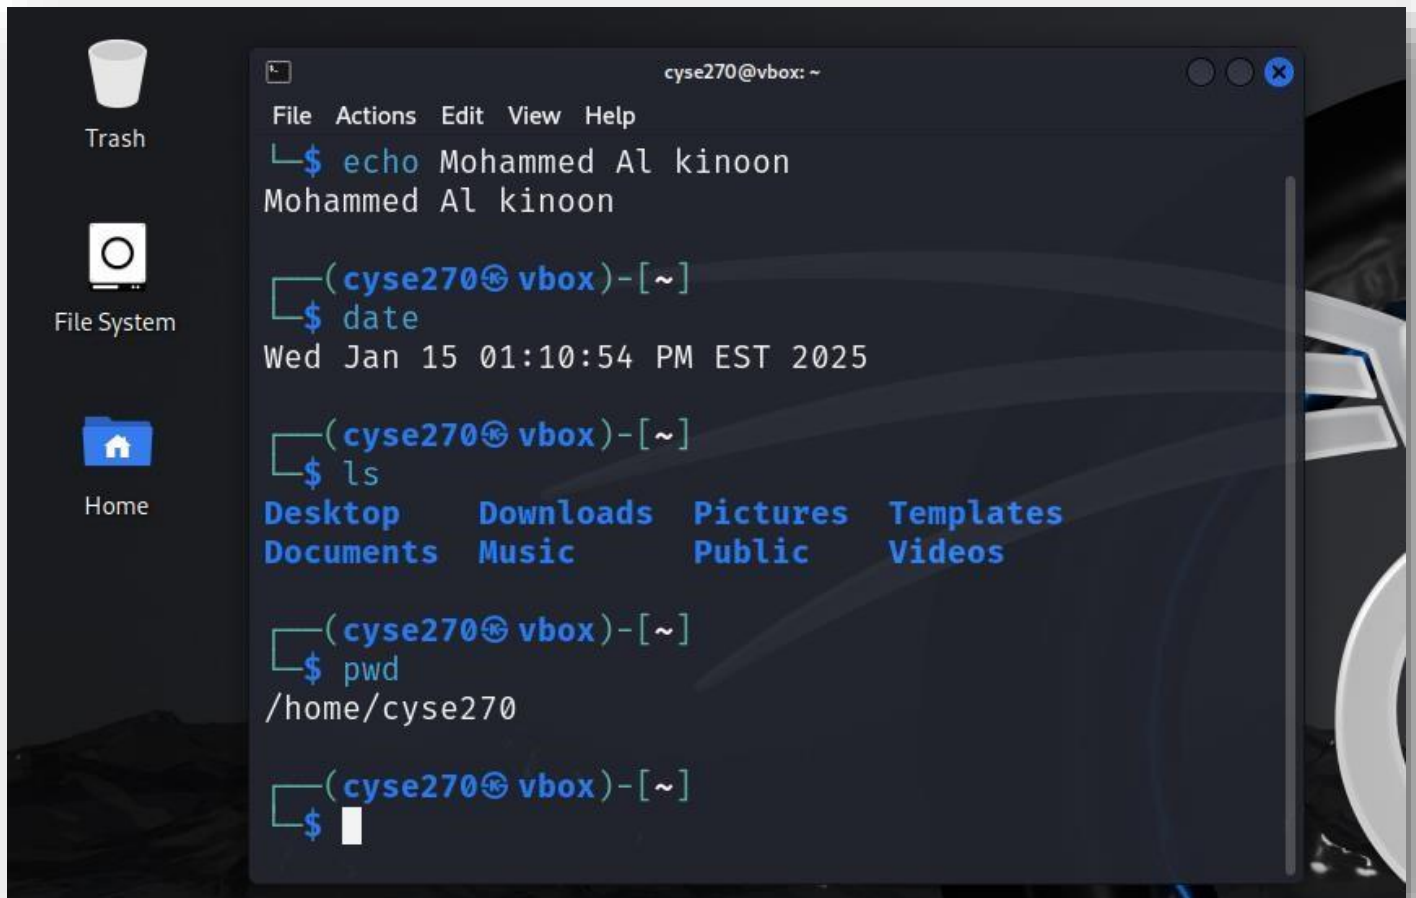 Trash
File System
Home
cyse270@vbox: ~
File Actions Edit View Help
└─$ echo Mohammed Al kinoon
Mohammed Al kinoon
┌──(cyse270㉿vbox)-[~]
└─$ date
Wed Jan 15 01:10:54 PM EST 2025
┌──(cyse270㉿vbox)-[~]
└─$ ls
Desktop Downloads Pictures Templates
Documents Music Public Videos
┌──(cyse270㉿vbox)-[~]
└─$ pwd
/home/cyse270
┌──(cyse270㉿vbox)-[~]
└─$